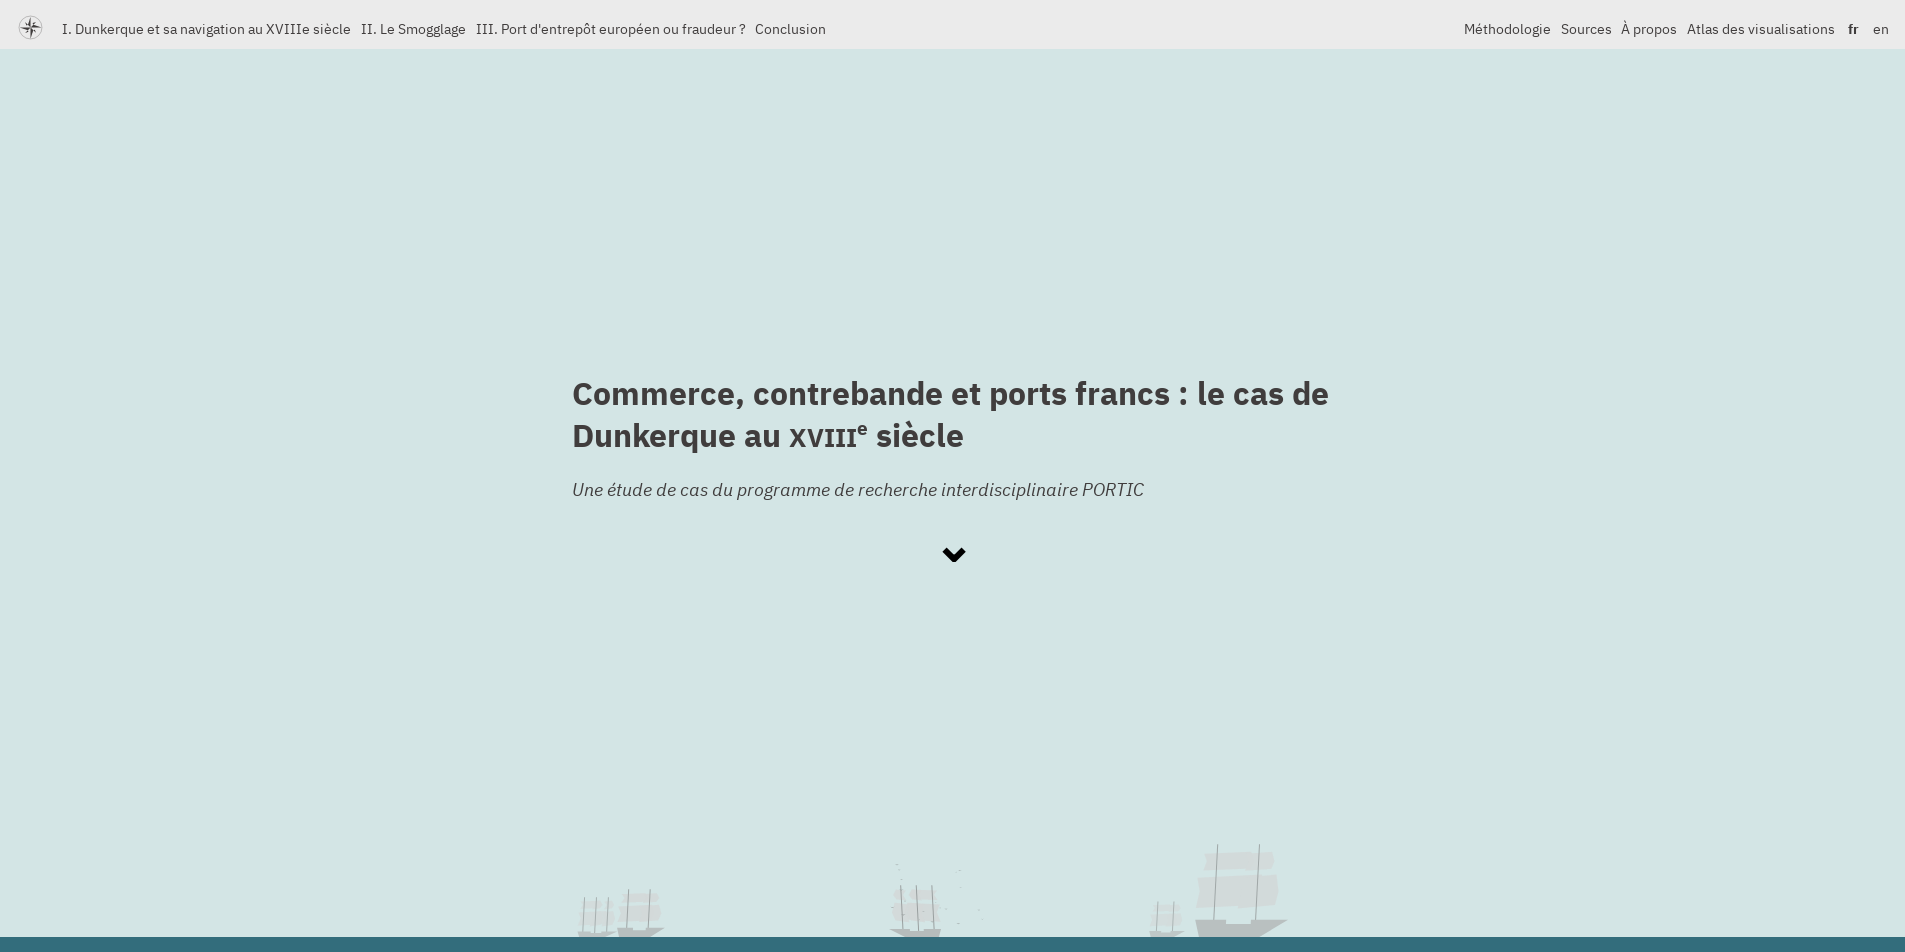 I. Dunkerque et sa navigation au XVIIIe siècle II. Le Smogglage III. Port d'entrepôt européen ou fraudeur ? Conclusion Méthodologie Sources À propos Atlas des visualisations fr en
Commerce, contrebande et ports francs : le cas de
Dunkerque au XVIIIe siècle
Une étude de cas du programme de recherche interdisciplinaire PORTIC